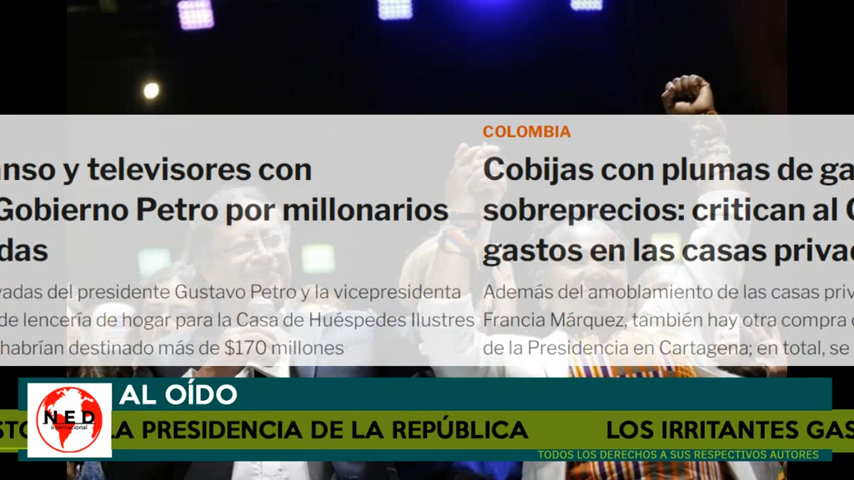 COLOMBIA
anso y televisores con
Gobierno Petro por millonarios
das
vadas del presidente Gustavo Petro y la vicepresidenta
de lencería de hogar para la Casa de Huéspedes Ilustres
habrían destinado más de $170 millones
Cobijas con plumas de ga
sobreprecios: critican al G
gastos en las casas privad
Además del amoblamiento de las casas priv
Francia Márquez, también hay otra compra
de la Presidencia en Cartagena; en total, se
AL OÍDO
NED
international
LA PRESIDENCIA DE LA REPÚBLICA LOS IRRITANTES GAS
TODOS LOS DERECHOS A SUS RESPECTIVOS AUTORES